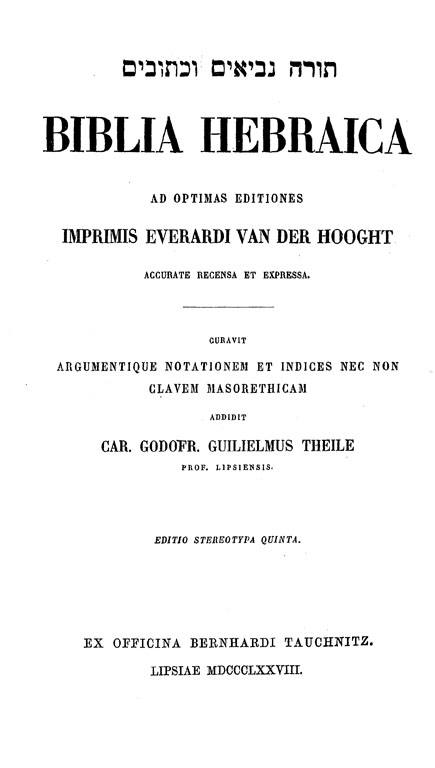 תורה נביאים וכתובים
BIBLIA HEBRAICA
AD OPTIMAS EDITIONES
IMPRIMIS EVERARDI VAN DER HOOGHT
ACCURATE RECENSA ET EXPRESSA.
CURAVIT
ARGUMENTIQUE NOTATIONEM ET INDICES NEC NON
CLAVEM MASORETHICAM
ADDIDIT
CAR. GODOFR. GUILIELMUS THEILE
PROF. LIPSIENSIS.
EDITIO STEREOTYPA QUINTA.
EX OFFICINA BERNHARDI TAUCHNITZ.
LIPSIAE MDCCCLXXVIII.